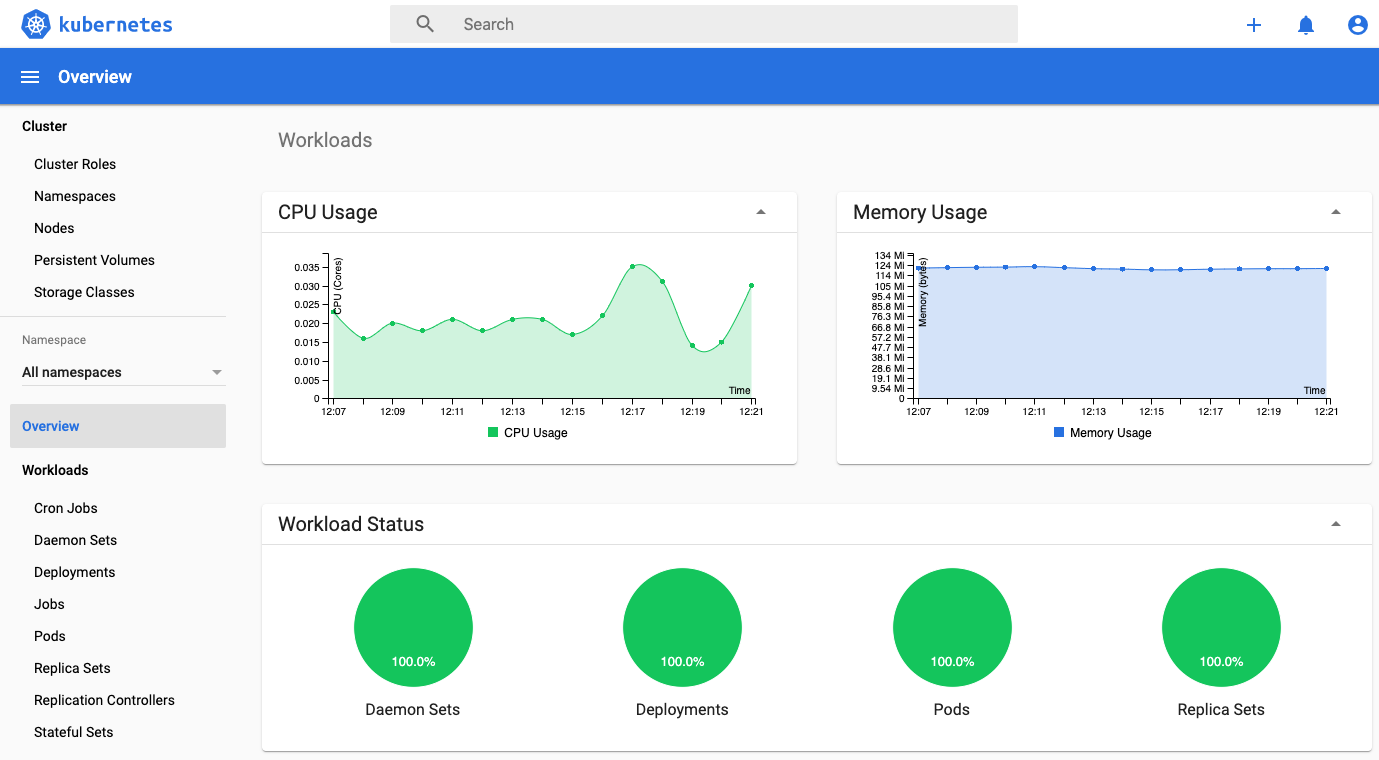 kubernetes
Search
Overview
Cluster
Cluster Roles
Namespaces
Nodes
Persistent Volumes
Storage Classes
Namespace
All namespaces
Overview
Workloads
Cron Jobs
Daemon Sets
Deployments
Jobs
Pods
Replica Sets
Replication Controllers
Stateful Sets
Workloads
CPU Usage
CPU (Cores)
0.035
0.030
0.025
0.020
0.015
0.010
0.005
0
Time
12:07 12:09 12:11 12:13 12:15 12:17 12:19 12:21
CPU Usage
Memory Usage
Memory (bytes)
134 Mi
124 Mi
114 Mi
105 Mi
95.4 Mi
85.8 Mi
76.3 Mi
66.8 Mi
57.2 Mi
47.7 Mi
38.1 Mi
28.6 Mi
19.1 Mi
9.54 Mi
0
Time
12:07 12:09 12:11 12:13 12:15 12:17 12:19 12:21
Memory Usage
Workload Status
100.0% 100.0% 100.0% 100.0%
Daemon Sets Deployments Pods Replica Sets